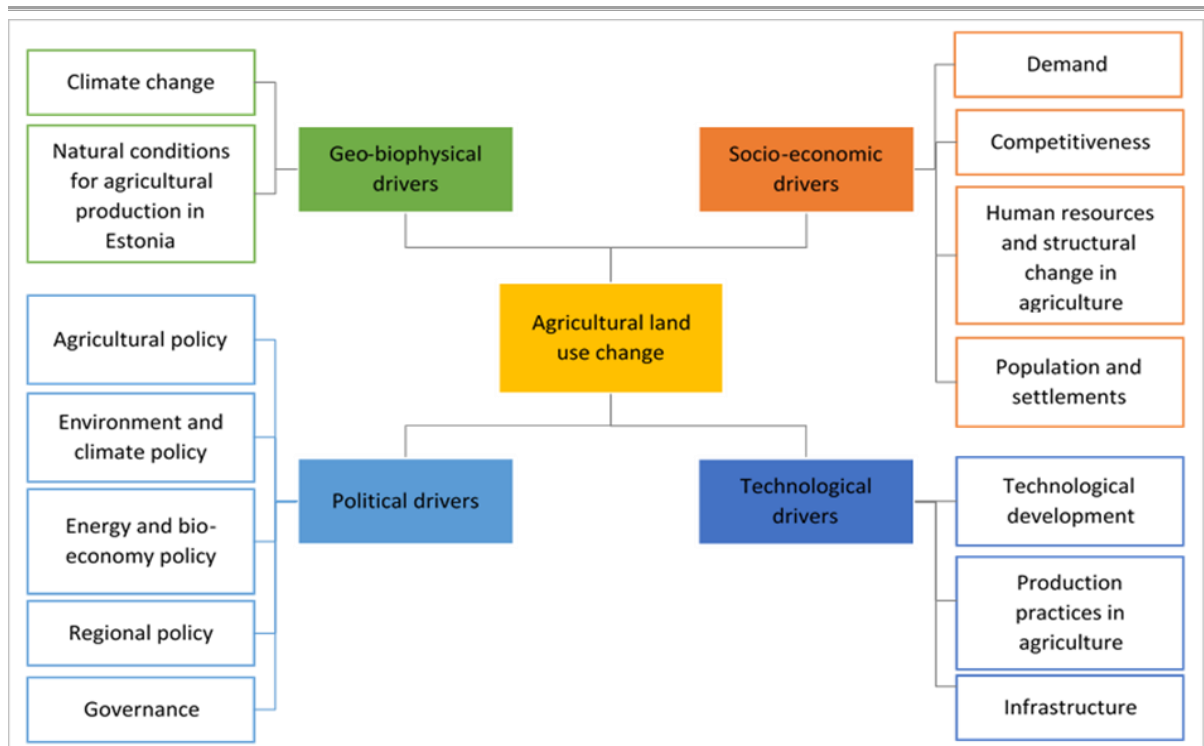 Climate change
Natural conditions
for agricultural
production in
Estonia
Geo-biophysical
drivers
Socio-economic
drivers
Demand
Competitiveness
Human resources
and structural
change in
agriculture
Population and
settlements
Agricultural land
use change
Agricultural policy
Environment and
climate policy
Energy and bio-
economy policy
Regional policy
Governance
Political drivers
Technological
drivers
Technological
development
Production
practices in
agriculture
Infrastructure